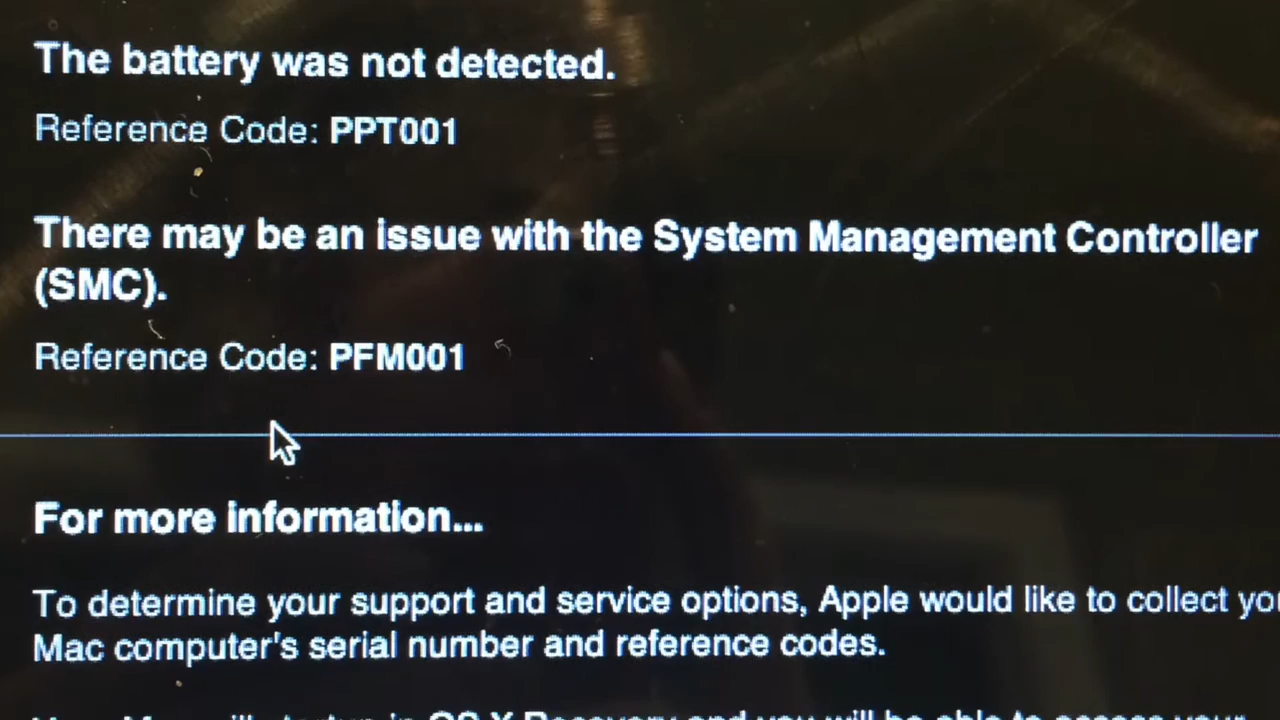 The battery was not detected.
Reference Code: PPT001
There may be an issue with the System Management Controller
(SMC).
Reference Code: PFM001
For more information...
To determine your support and service options, Apple would like to collect
Mac computer's serial number and reference codes.